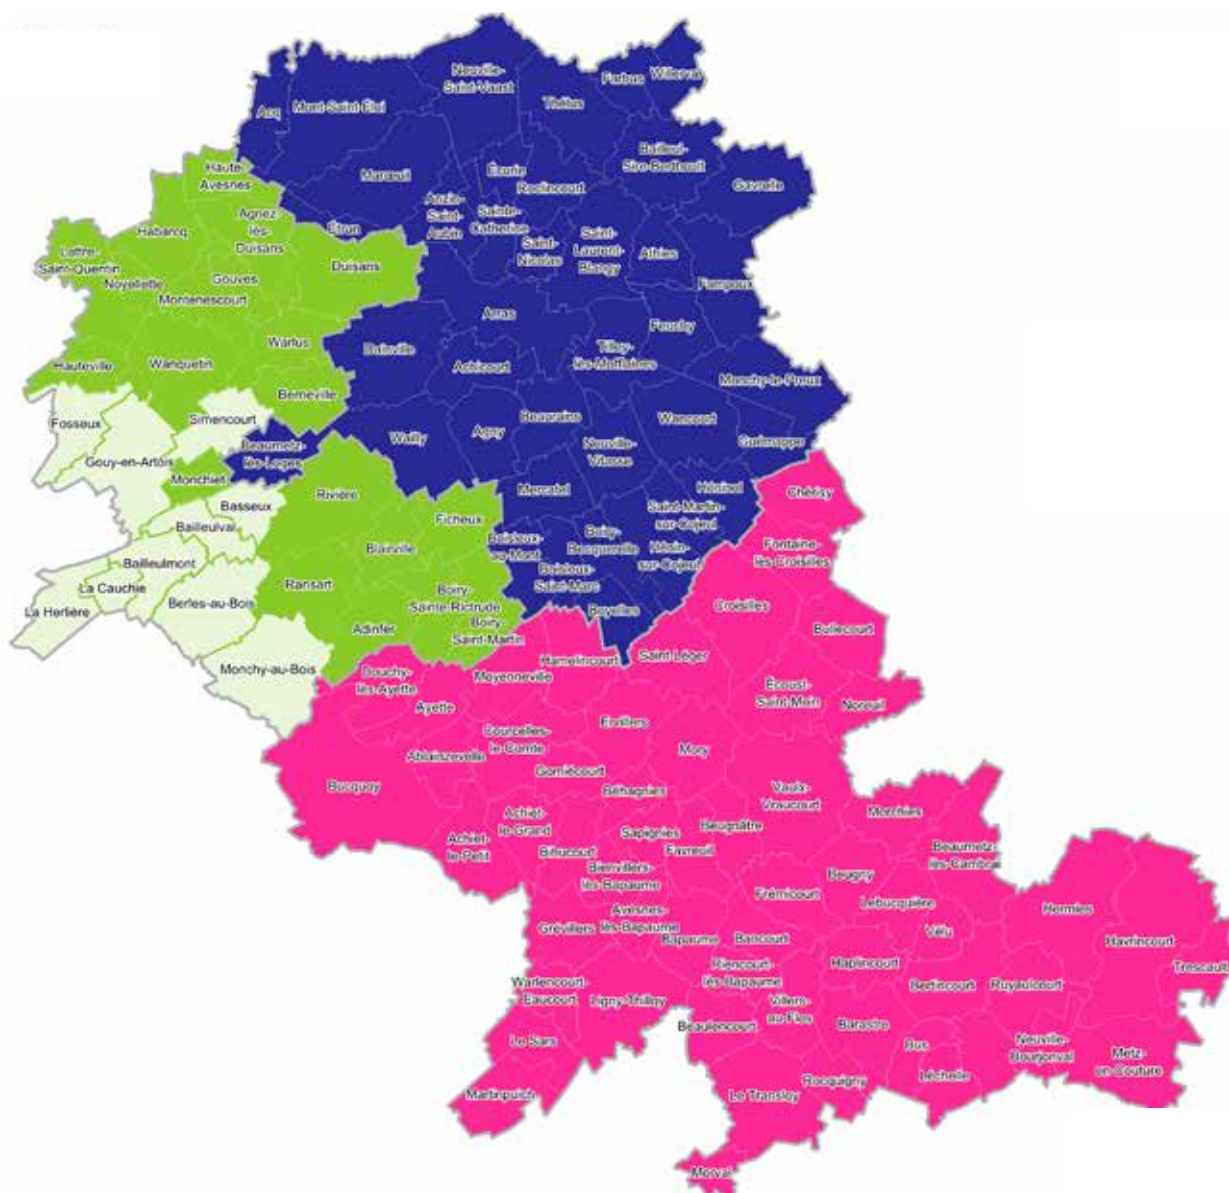 Neuville-
Saint-Vaast
Farbus
Willerval
Thélus
Acq
Mont-Saint-Éloi
Bailleul-
Sire-Berthoult
Haute-
Avesnes
Marœuil
Écurie
Roclincourt
Gavrelle
Anzin-
Saint-
Aubin
Sainte-
Catherine
Agnez
lès-
Duisans
Habarcq
Étrun
Saint-
Nicolas
Saint-
Laurent-
Blangy
Athies
Lattre-
Saint-Quentin
Duisans
Noyellette
Gouves
Montenescourt
Fampoux
Arras
Feuchy
Warlus
Dainville
Tilloy-
lès-Mofflaines
Hauteville
Wanquetin
Achicourt
Monchy-le-Preux
Berneville
Fosseux
Simencourt
Beaurains
Wancourt
Agny
Wailly
Guémappe
Beaumetz-
lès-Loges
Neuville-
Vitasse
Gouy-en-Artois
Monchiet
Rivière
Mercatel
Héninel
Chérisy
Basseux
Saint-Martin-
sur-Cojeul
Bailleulval
Ficheux
Boisleux-
au-Mont
Boiry-
Becquerelle
Hénin-
sur-Cojeul
Fontaine-
lès-Croisilles
Blairville
Bailleulmont
Boisleux-
Saint-Marc
La Cauchie
Ransart
Boiry-
Sainte-Rictrude
La Herlière
Berles-au-Bois
Boyelles
Croisilles
Adinfer
Boiry-
Saint-Martin
Bullecourt
Hamelincourt
Saint Léger
Monchy-au-Bois
Douchy-
lès-Ayette
Moyenneville
Écoust-
Saint-Mein
Noreuil
Ayette
Ervillers
Courcelles-
le-Comte
Mory
Ablainzevelle
Gomiécourt
Bucquoy
Béhagnies
Vaulx-
Vraucourt
Morchies
Achiet-
le-Grand
Sapignies
Beugnâtre
Achiet-
le-Petit
Bihucourt
Favreuil
Beaumetz-
lès-Cambrai
Bienvillers-
lès-Bapaume
Beugny
Frémicourt
Lebucquière
Hermies
Avesnes-
lès-Bapaume
Grévillers
Bapaume
Bancourt
Vélu
Havrincourt
Riencourt-
lès-Bapaume
Haplincourt
Trescault
Warlencourt-
Eaucourt
Bertincourt
Ruyaulcourt
Ligny-Thilloy
Villers-
au-Flos
Beaulencourt
Barastre
Le Sars
Bus
Neuville-
Bourjonval
Metz-
en-Couture
Léchelle
Rocquigny
Martinpuich
Le Transloy
Morval